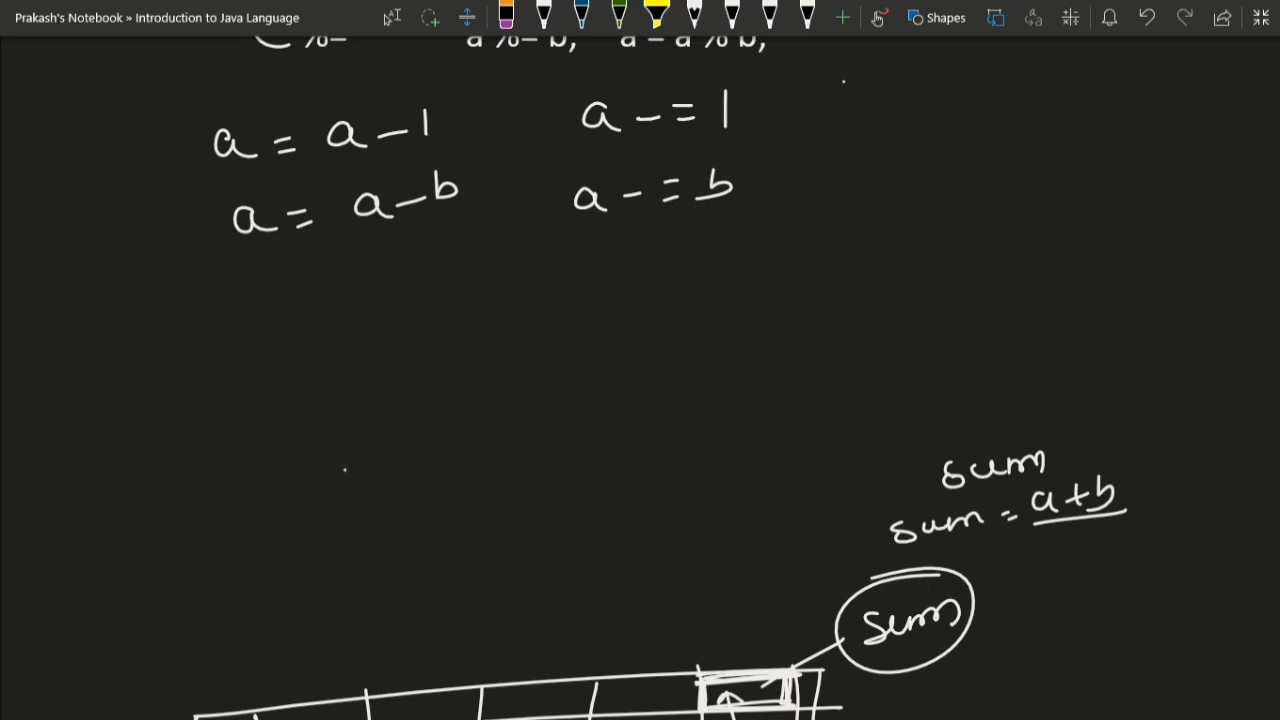 Prakash's Notebook » Introduction to Java Language
Shapes
%= a %= b; a = a % b;
a = a - 1 a -= 1
a = a - b a -= b
sum
sum = a+b
sum